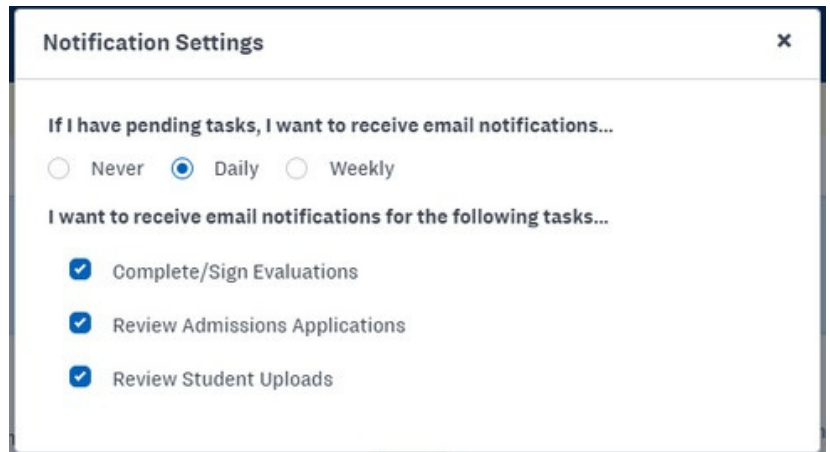 Notification Settings
If I have pending tasks, I want to receive email notifications...
Never Daily Weekly
I want to receive email notifications for the following tasks...
Complete/Sign Evaluations
Review Admissions Applications
Review Student Uploads